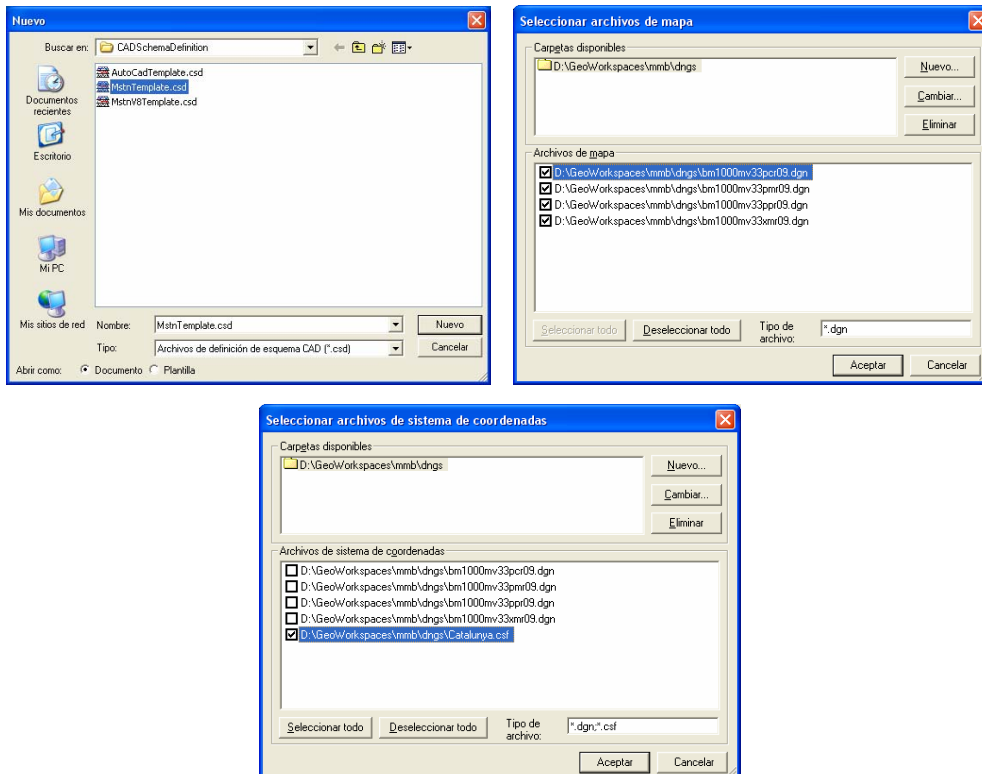 Nuevo
Buscar en: CADSchemaDefinition
Documentos recientes
Escritorio
Mis documentos
Mi PC
Mis sitios de red
AutoCadTemplate.csd
MstnTemplate.csd
MstnV8Template.csd
Nombre: MstnTemplate.csd Nuevo
Tipo: Archivos de definición de esquema CAD (*.csd) Cancelar
Abrir como: Documento Plantilla
Seleccionar archivos de mapa
Carpetas disponibles
D:\GeoWorkspaces\mmb\dngs
Nuevo...
Cambiar...
Eliminar
Archivos de mapa
D:\GeoWorkspaces\mmb\dngs\bm1000mv33pcr09.dgn
D:\GeoWorkspaces\mmb\dngs\bm1000mv33pmr09.dgn
D:\GeoWorkspaces\mmb\dngs\bm1000mv33ppr09.dgn
D:\GeoWorkspaces\mmb\dngs\bm1000mv33xmr09.dgn
Seleccionar todo Deseleccionar todo Tipo de archivo: *.dgn
Aceptar Cancelar
Seleccionar archivos de sistema de coordenadas
Carpetas disponibles
D:\GeoWorkspaces\mmb\dngs
Nuevo...
Cambiar...
Eliminar
Archivos de sistema de coordenadas
D:\GeoWorkspaces\mmb\dngs\bm1000mv33pcr09.dgn
D:\GeoWorkspaces\mmb\dngs\bm1000mv33pmr09.dgn
D:\GeoWorkspaces\mmb\dngs\bm1000mv33ppr09.dgn
D:\GeoWorkspaces\mmb\dngs\bm1000mv33xmr09.dgn
D:\GeoWorkspaces\mmb\dngs\Catalunya.csf
Seleccionar todo Deseleccionar todo Tipo de archivo: *.dgn;*.csf
Aceptar Cancelar